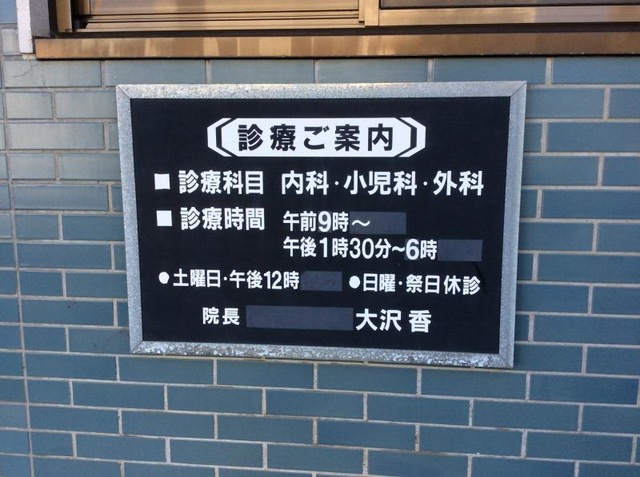 診療ご案内
■ 診療科目 内科・小児科・外科
■ 診療時間 午前9時〜
午後1時30分〜6時
●土曜日・午後12時 ●日曜・祭日休診
院長 大沢 香